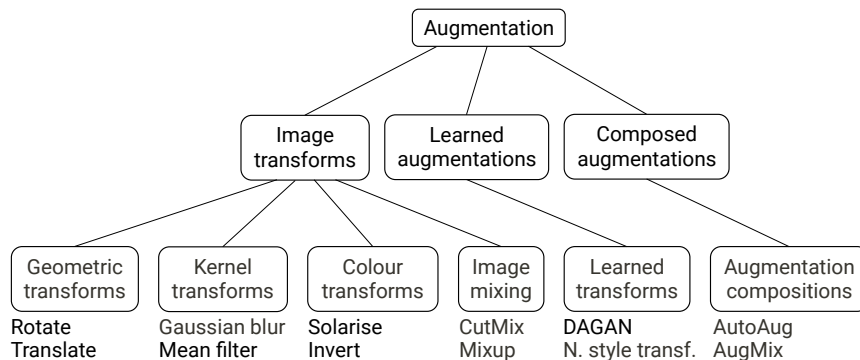 Augmentation
Image
transforms
Learned
augmentations
Composed
augmentations
Geometric
transforms
Kernel
transforms
Colour
transforms
Image
mixing
Learned
transforms
Augmentation
compositions
Rotate
Translate
Gaussian blur
Mean filter
Solarise
Invert
CutMix
Mixup
DAGAN
N. style transf.
AutoAug
AugMix